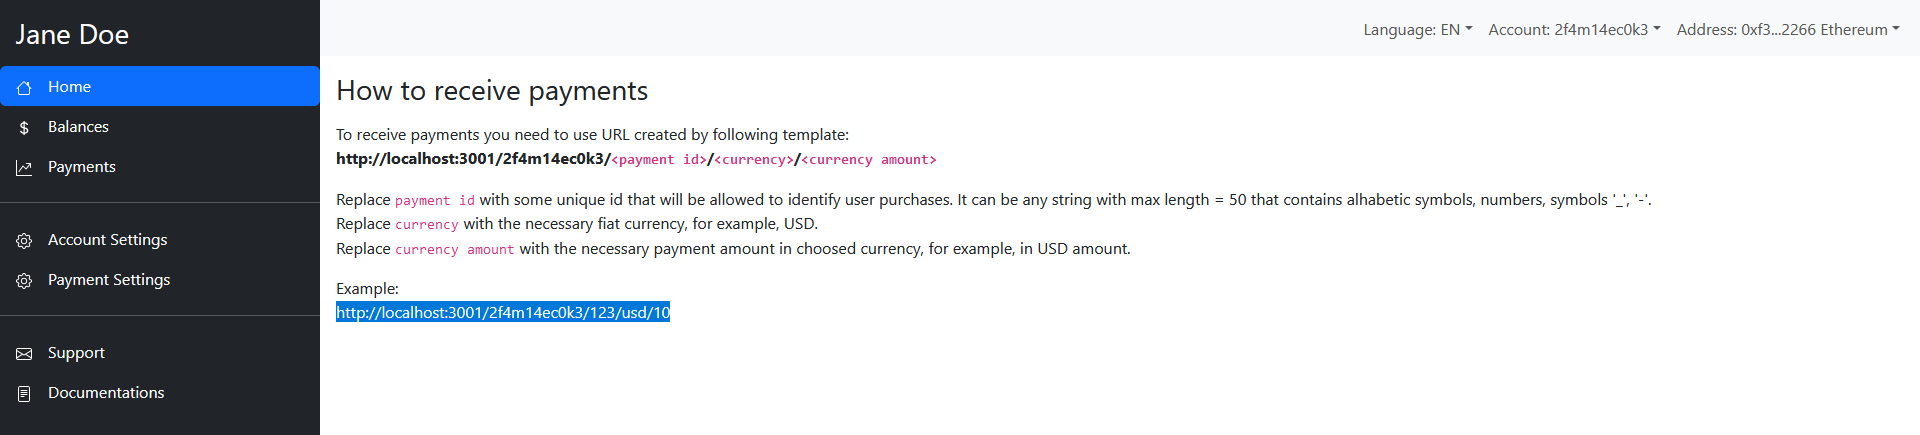 Jane Doe
Home
Balances
Payments
Account Settings
Payment Settings
Support
Documentations
Language: EN
Account: 2f4m14ec0k3
Address: 0xf3...2266 Ethereum
How to receive payments
To receive payments you need to use URL created by following template:
http://localhost:3001/2f4m14ec0k3/<payment id>/<currency>/<currency amount>
Replace payment id with some unique id that will be allowed to identify user purchases. It can be any string with max length = 50 that contains alhabetic symbols, numbers, symbols '_', '-'.
Replace currency with the necessary fiat currency, for example, USD.
Replace currency amount with the necessary payment amount in choosed currency, for example, in USD amount.
Example:
http://localhost:3001/2f4m14ec0k3/123/usd/10